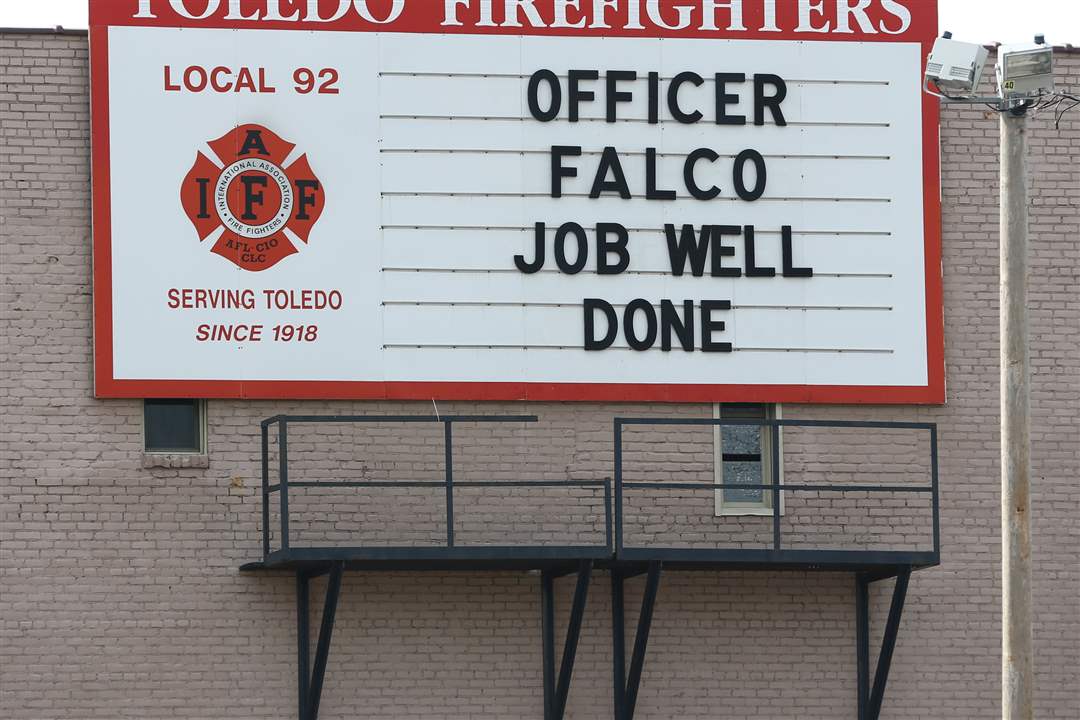 TOLEDO FIREFIGHTERS
LOCAL 92
A
I F F
INTERNATIONAL ASSOCIATION
FIRE FIGHTERS
AFL-CIO
CLC
SERVING TOLEDO
SINCE 1918
OFFICER
FALCO
JOB WELL
DONE
40